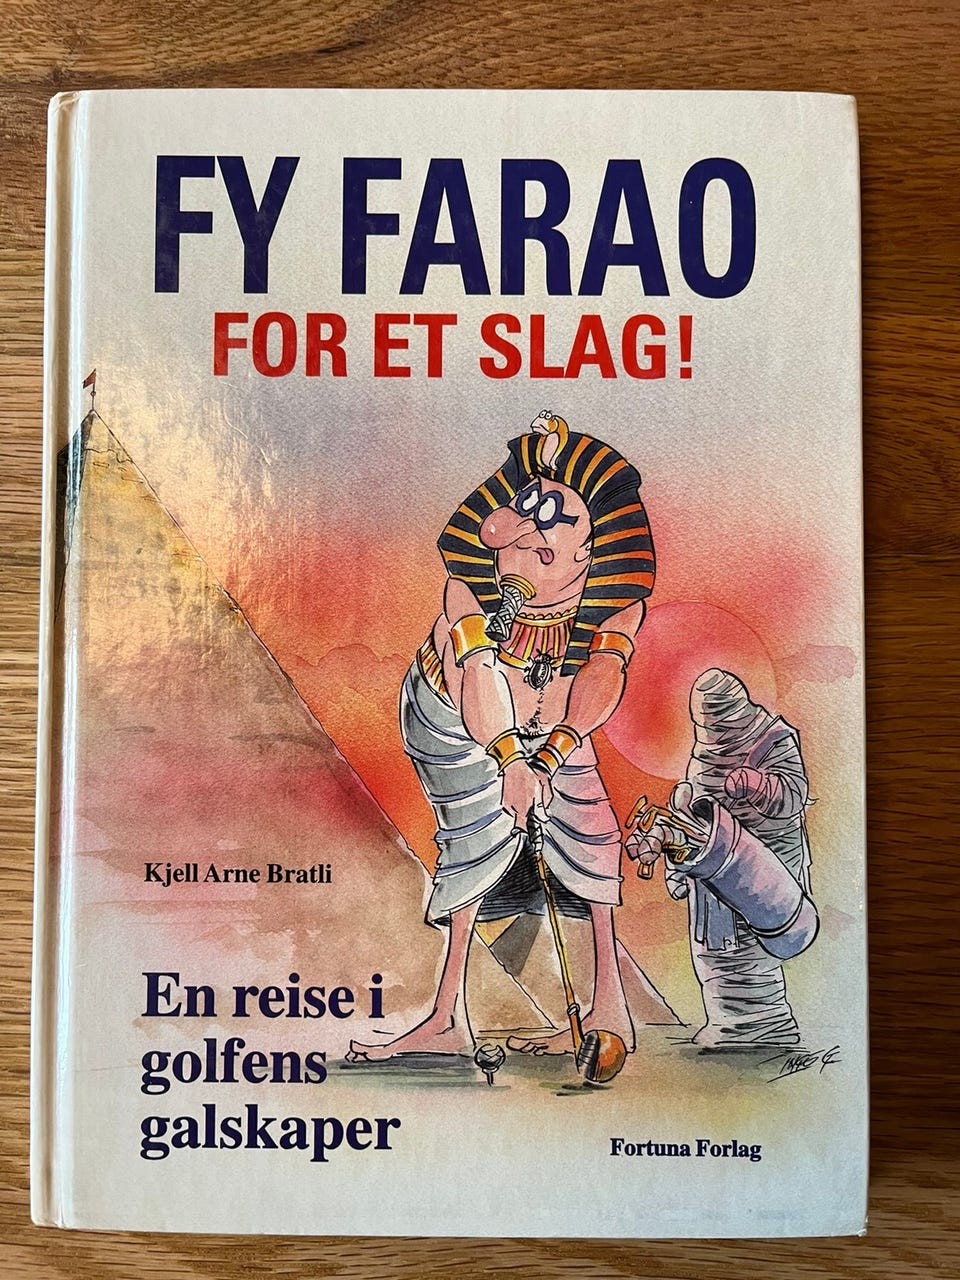 FY FARAO
FOR ET SLAG!
Kjell Arne Bratli
En reise i
golfens
galskaper
Fortuna Forlag